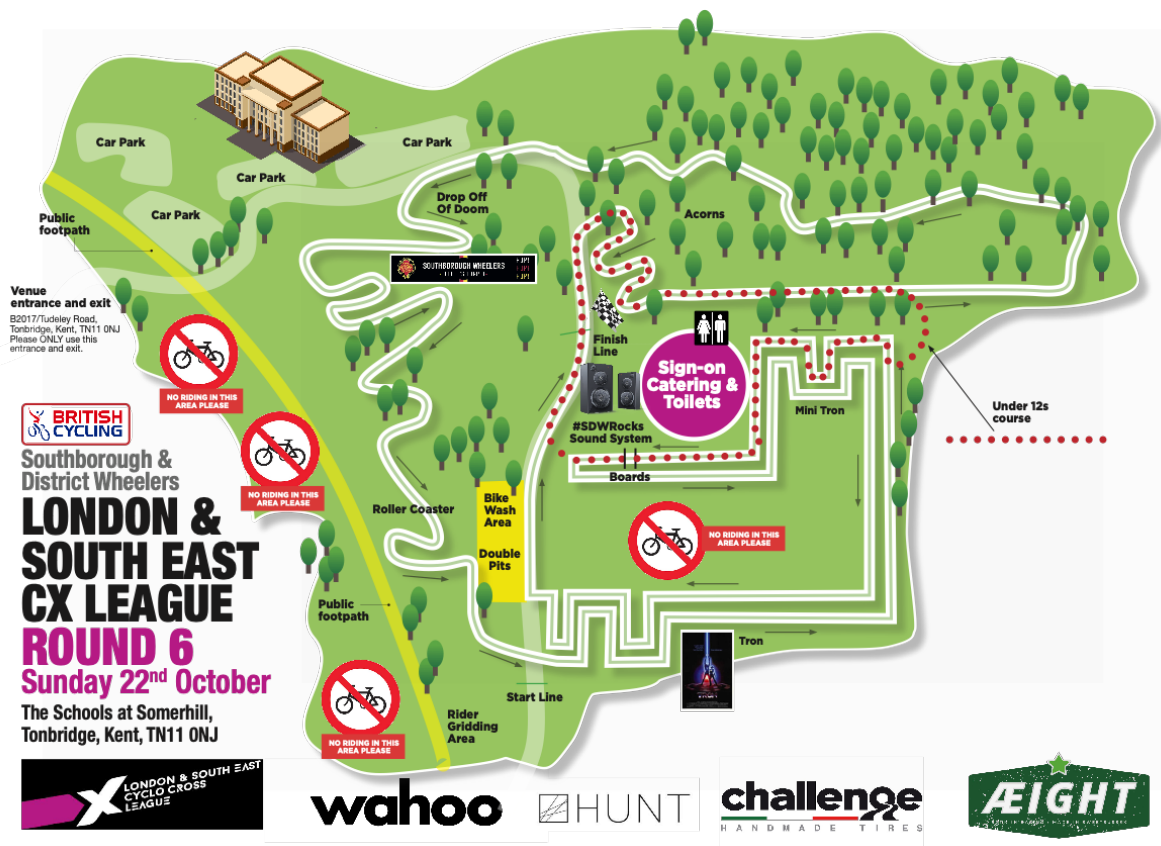 Car Park
Car Park
Car Park
Car Park
Public
footpath
Drop Off
Of Doom
Acorns
SOUTHBOROUGH WHEELERS
Venue
entrance and exit
B2017/Tudeley Road,
Tonbridge, Kent, TN11 0NJ
Please ONLY use this
entrance and exit.
Finish
Line
Sign-on
Catering &
Toilets
#SDWRocks
Sound System
Boards
Mini Tron
Under 12s
course
NO RIDING IN THIS
AREA PLEASE
NO RIDING IN THIS
AREA PLEASE
NO RIDING IN THIS
AREA PLEASE
NO RIDING IN THIS
AREA PLEASE
Roller Coaster
Bike
Wash
Area
Double
Pits
Public
footpath
Tron
Start Line
Rider
Gridding
Area
BRITISH
CYCLING
Southborough &
District Wheelers
LONDON &
SOUTH EAST
CX LEAGUE
ROUND 6
Sunday 22nd October
The Schools at Somerhill,
Tonbridge, Kent, TN11 0NJ
X LONDON & SOUTH EAST
CYCLO CROSS
LEAGUE
wahoo
HUNT
challenge
HANDMADE TIRES
ÆIGHT